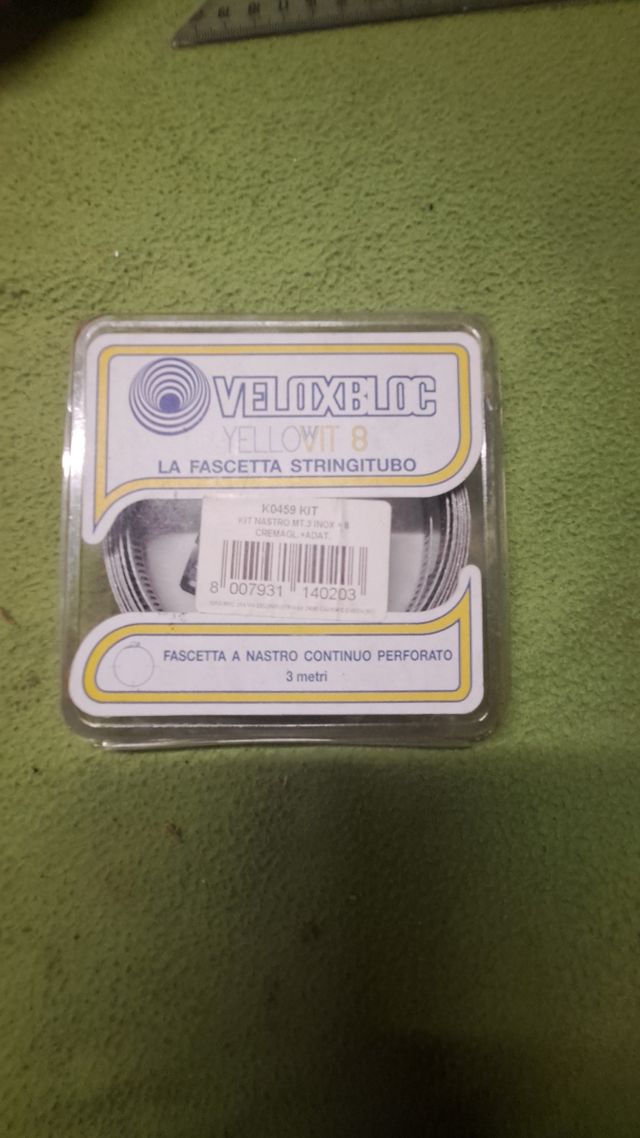 VELOXBLOC
YELLOWVIT 8
LA FASCETTA STRINGITUBO
K0459 KIT
KIT NASTRO MT.3 INOX + 8
CREMAGL.+ADAT.
8 007931 140203
FASCETTA A NASTRO CONTINUO PERFORATO
3 metri